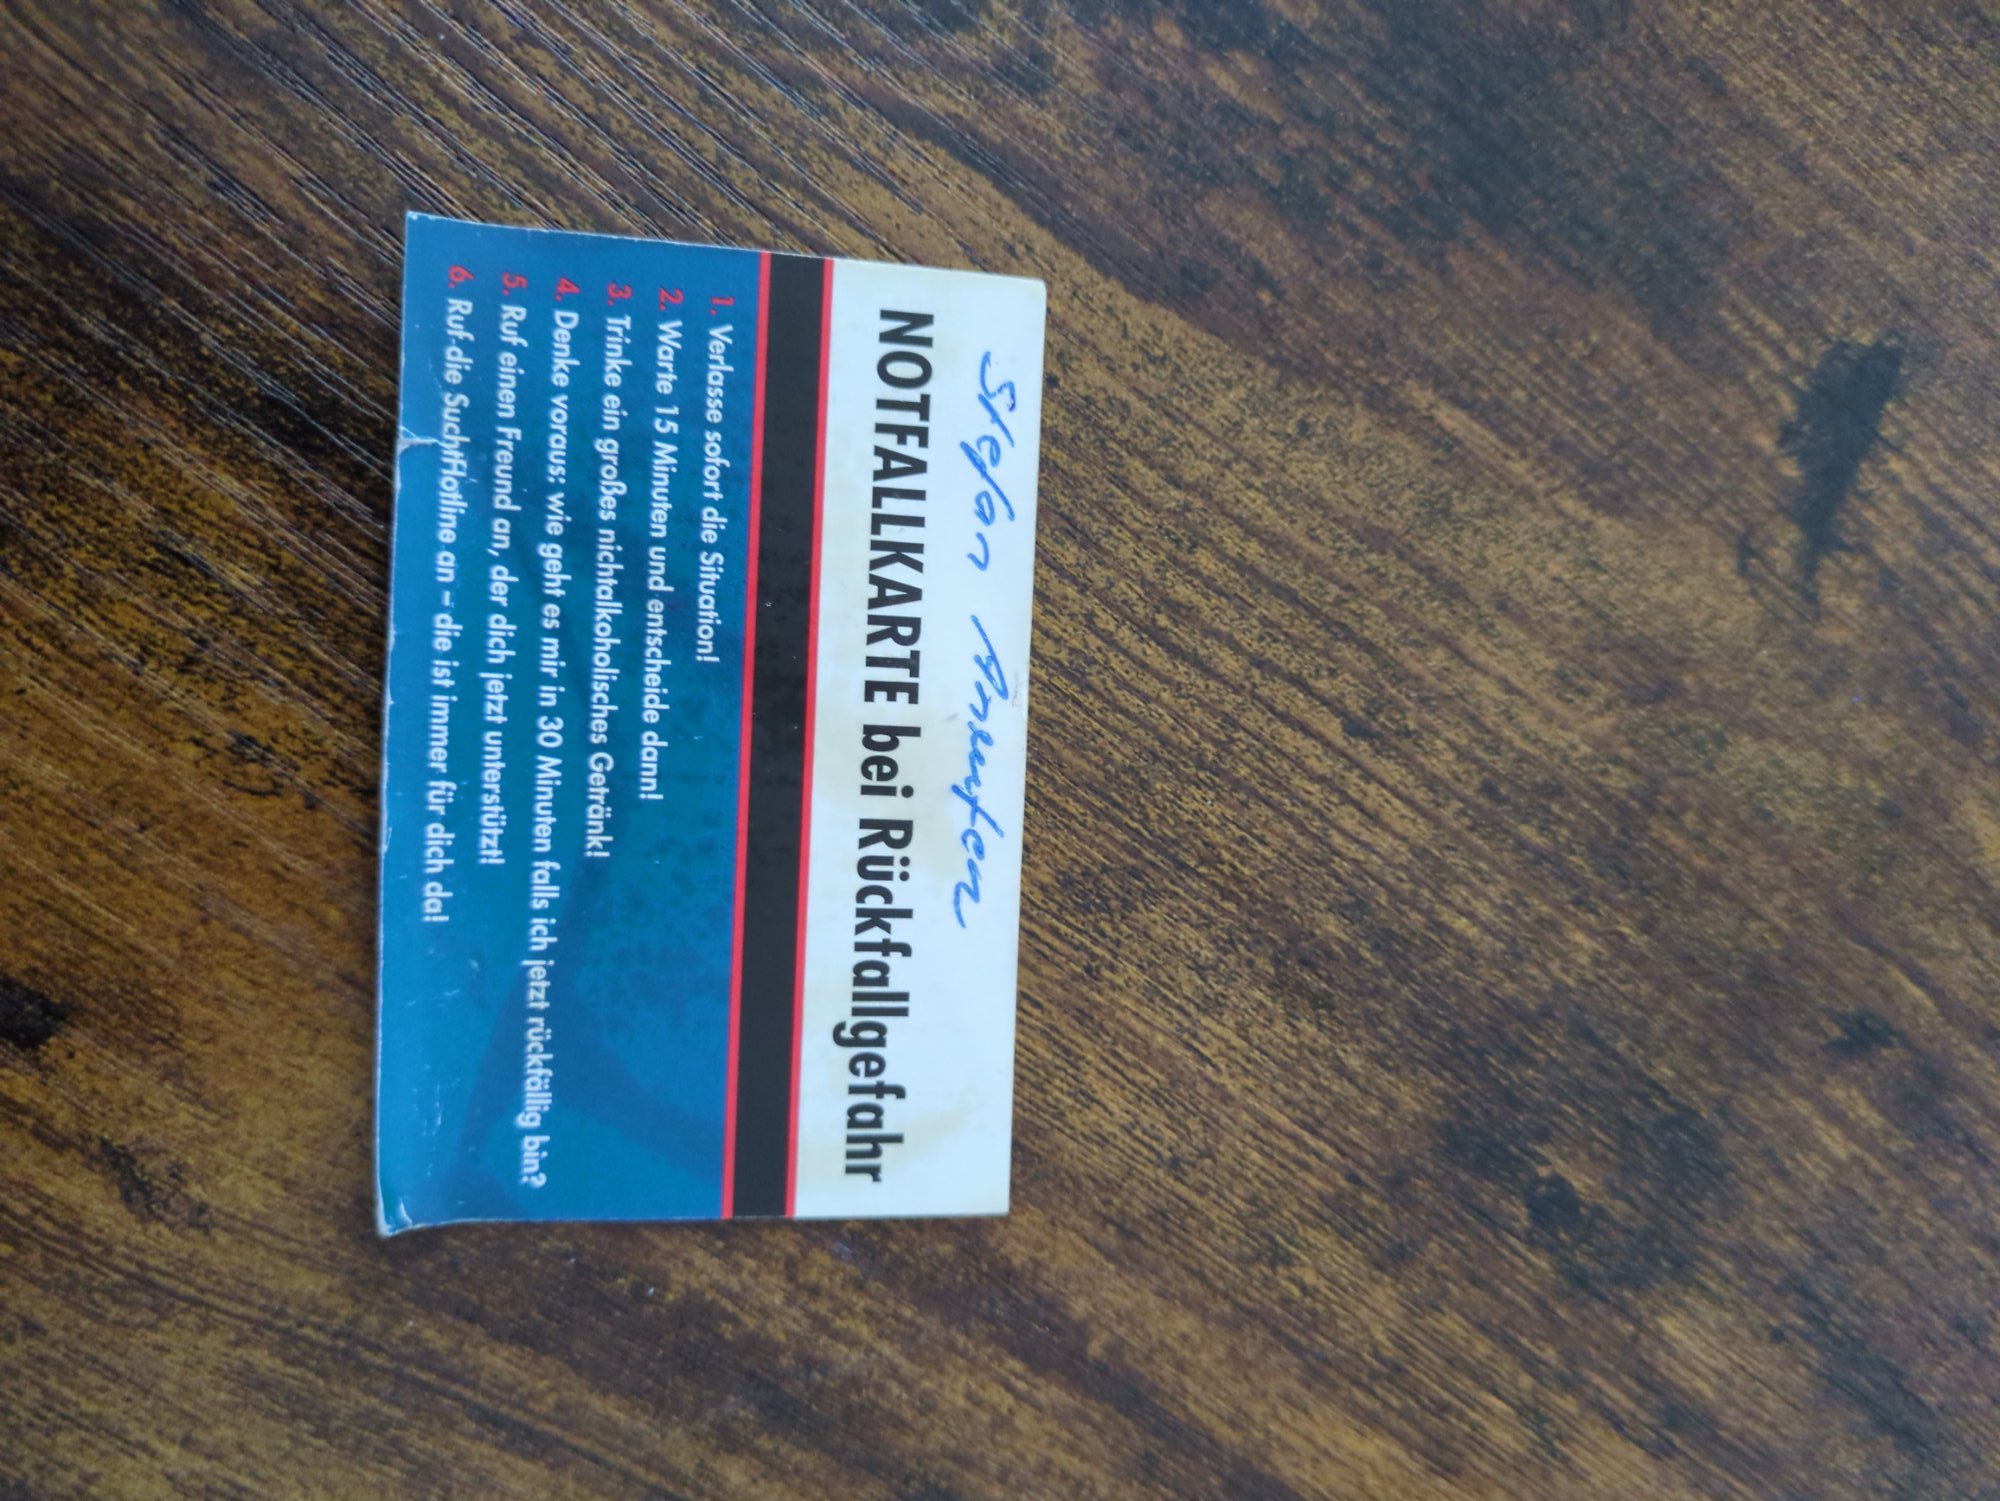 Stefan Anrufen
NOTFALLKARTE bei Rückfallgefahr
1. Verlasse sofort die Situation!
2. Warte 15 Minuten und entscheide dann!
3. Trinke ein großes nichtalkoholisches Getränk!
4. Denke voraus: wie geht es mir in 30 Minuten falls ich jetzt rückfällig bin?
5. Ruf einen Freund an, der dich jetzt unterstützt!
6. Ruf die SuchtHotline an – die ist immer für dich da!